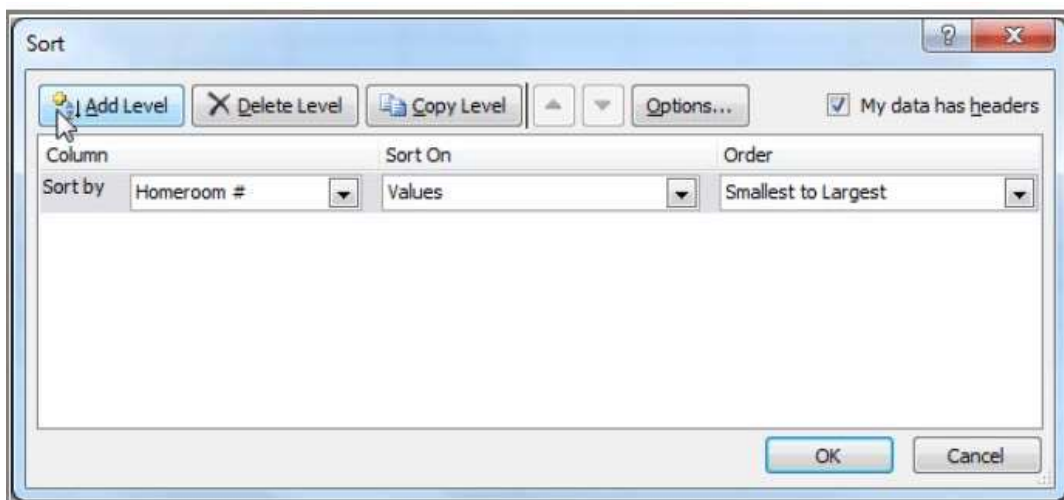 Sort
Add Level Delete Level Copy Level Options... My data has headers
Column Sort On Order
Sort by Homeroom # Values Smallest to Largest
OK Cancel